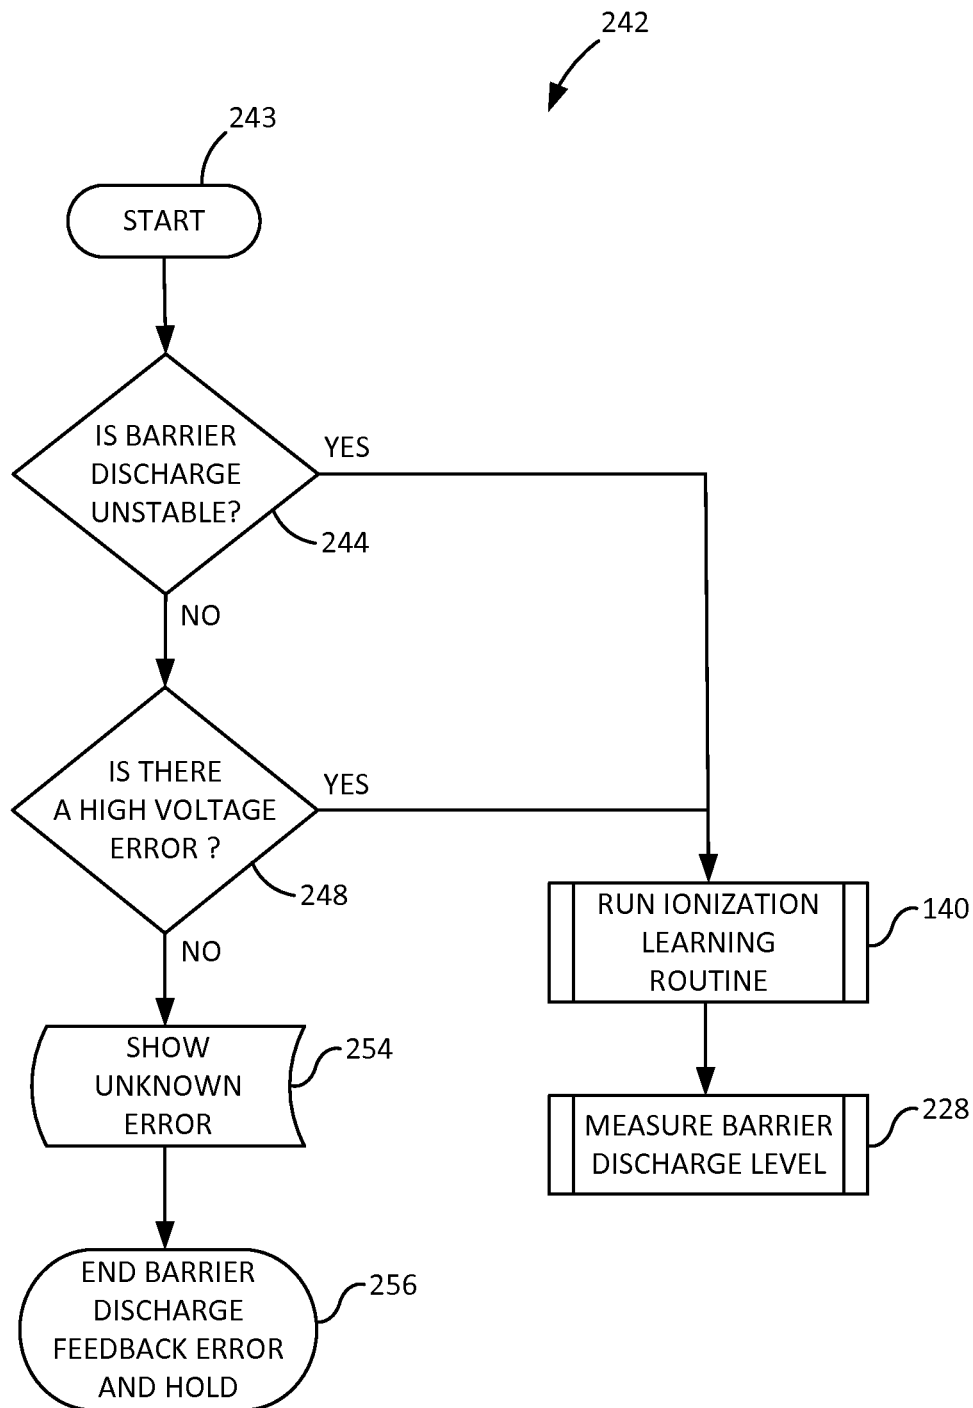 242
243
START
IS BARRIER
DISCHARGE
UNSTABLE?
YES
244
NO
IS THERE
A HIGH VOLTAGE
ERROR ?
YES
248
NO
RUN IONIZATION
LEARNING
ROUTINE
140
SHOW
UNKNOWN
ERROR
254
MEASURE BARRIER
DISCHARGE LEVEL
228
END BARRIER
DISCHARGE
FEEDBACK ERROR
AND HOLD
256